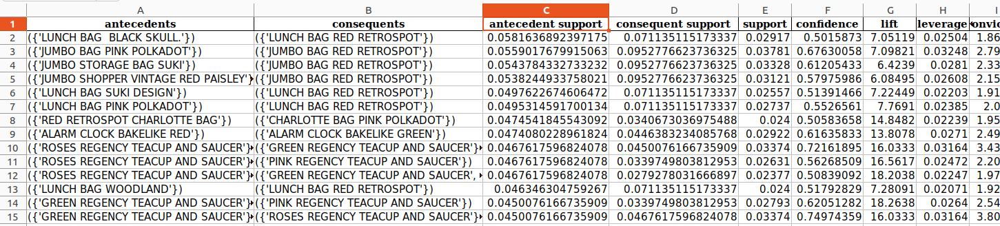 A B C D E F G H I
1 antecedents consequents antecedent support consequent support support confidence lift leverage onvic
2 ({'LUNCH BAG  BLACK SKULL.'}) ({'LUNCH BAG RED RETROSPOT'}) 0.0581636892397175 0.071135115173337 0.02917 0.5015873 7.05119 0.02504 1.86
3 ({'JUMBO BAG PINK POLKADOT'}) ({'JUMBO BAG RED RETROSPOT'}) 0.0559017679915063 0.0952776623736325 0.03781 0.67630058 7.09821 0.03248 2.79
4 ({'JUMBO STORAGE BAG SUKI'}) ({'JUMBO BAG RED RETROSPOT'}) 0.0543784332733232 0.0952776623736325 0.03328 0.61205433 6.4239 0.0281 2.33
5 ({'JUMBO SHOPPER VINTAGE RED PAISLEY'} ({'JUMBO BAG RED RETROSPOT'}) 0.0538244933758021 0.0952776623736325 0.03121 0.57975986 6.08495 0.02608 2.15
6 ({'LUNCH BAG SUKI DESIGN'}) ({'LUNCH BAG RED RETROSPOT'}) 0.0497622674606472 0.071135115173337 0.02557 0.51391466 7.22449 0.02203 1.91
7 ({'LUNCH BAG PINK POLKADOT'}) ({'LUNCH BAG RED RETROSPOT'}) 0.0495314591700134 0.071135115173337 0.02737 0.5526561 7.7691 0.02385 2.0
8 ({'RED RETROSPOT CHARLOTTE BAG'}) ({'CHARLOTTE BAG PINK POLKADOT'}) 0.0474541845543092 0.0340673036975488 0.024 0.50583658 14.8482 0.02239 1.95
9 ({'ALARM CLOCK BAKELIKE RED'}) ({'ALARM CLOCK BAKELIKE GREEN'}) 0.0474080228961824 0.0446383234085768 0.02922 0.61635833 13.8078 0.0271 2.49
10 ({'ROSES REGENCY TEACUP AND SAUCER'} ({'GREEN REGENCY TEACUP AND SAUCER'} 0.0467617596824078 0.0450076166735909 0.03374 0.72161895 16.0333 0.03164 3.43
11 ({'ROSES REGENCY TEACUP AND SAUCER'} ({'PINK REGENCY TEACUP AND SAUCER'}) 0.0467617596824078 0.0339749803812953 0.02631 0.56268509 16.5617 0.02472 2.20
12 ({'ROSES REGENCY TEACUP AND SAUCER'} ({'GREEN REGENCY TEACUP AND SAUCER', 0.0467617596824078 0.0279278031666897 0.02377 0.50839092 18.2038 0.02247 1.97
13 ({'LUNCH BAG WOODLAND'}) ({'LUNCH BAG RED RETROSPOT'}) 0.046346304759267 0.071135115173337 0.024 0.51792829 7.28091 0.02071 1.92
14 ({'GREEN REGENCY TEACUP AND SAUCER'} ({'PINK REGENCY TEACUP AND SAUCER'}) 0.0450076166735909 0.0339749803812953 0.02793 0.62051282 18.2638 0.0264 2.54
15 ({'GREEN REGENCY TEACUP AND SAUCER'} ({'ROSES REGENCY TEACUP AND SAUCER'} 0.0450076166735909 0.0467617596824078 0.03374 0.74974359 16.0333 0.03164 3.80